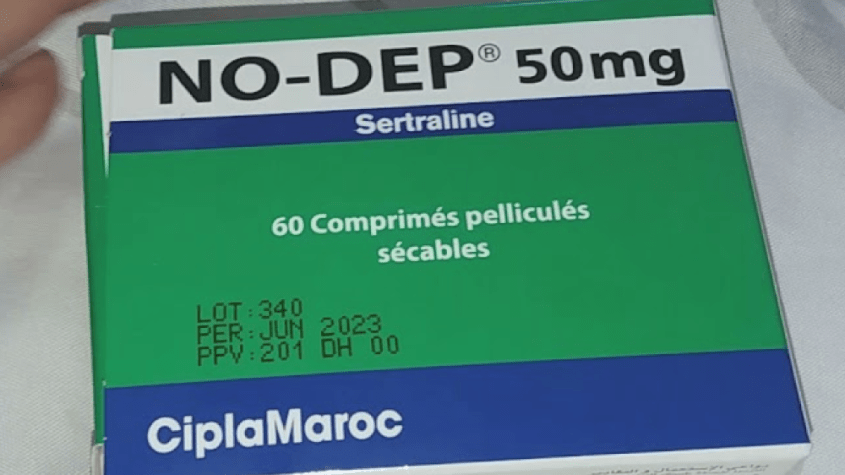 NO-DEP® 50mg
Sertraline
60 Comprimés pelliculés
sécables
LOT:340
PER:JUN 2023
PPV:201 DH 00
CiplaMaroc